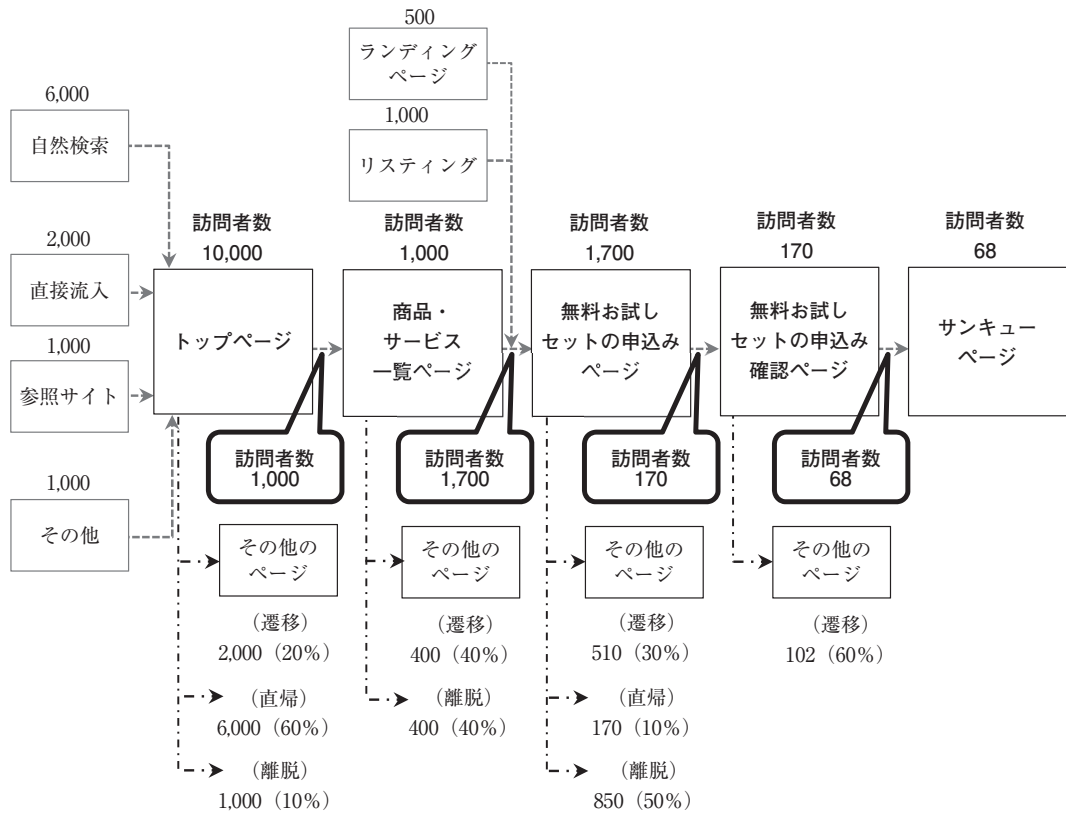 500
ランディング
ページ
6,000
自然検索
1,000
リスティング
2,000
直接流入
1,000
参照サイト
1,000
その他
訪問者数
10,000
トップページ
訪問者数
1,000
商品・
サービス
一覧ページ
訪問者数
1,700
無料お試し
セットの申込み
ページ
訪問者数
170
無料お試し
セットの申込み
確認ページ
訪問者数
68
サンキュー
ページ
訪問者数
1,000
訪問者数
1,700
訪問者数
170
訪問者数
68
その他の
ページ
(遷移)
2,000(20%)
(直帰)
6,000(60%)
(離脱)
1,000(10%)
その他の
ページ
(遷移)
400(40%)
(離脱)
400(40%)
その他の
ページ
(遷移)
510(30%)
(直帰)
170(10%)
(離脱)
850(50%)
その他の
ページ
(遷移)
102(60%)